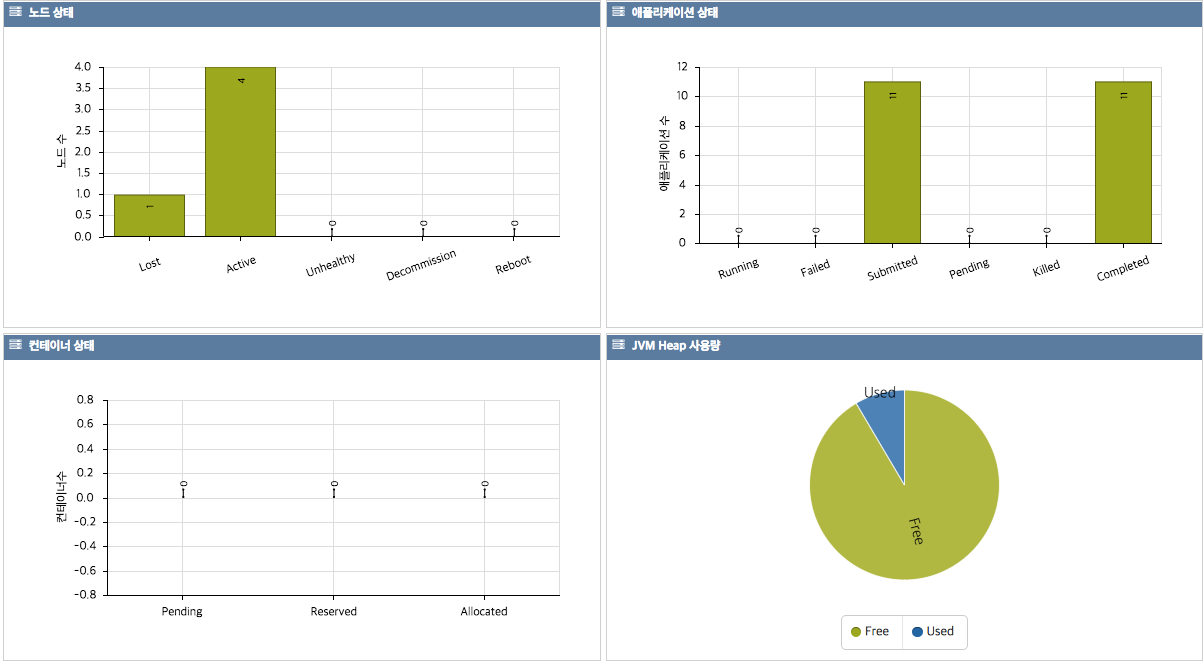 노드 상태
노드 수
4.0
3.5
3.0
2.5
2.0
1.5
1.0
0.5
0.0
1
4
0
0
0
Lost
Active
Unhealthy
Decommission
Reboot
애플리케이션 상태
애플리케이션 수
12
10
8
6
4
2
0
0
0
11
0
0
11
Running
Failed
Submitted
Pending
Killed
Completed
컨테이너 상태
컨테이너수
0.8
0.6
0.4
0.2
0.0
-0.2
-0.4
-0.6
-0.8
0
0
0
Pending
Reserved
Allocated
JVM Heap 사용량
Used
Free
Free
Used